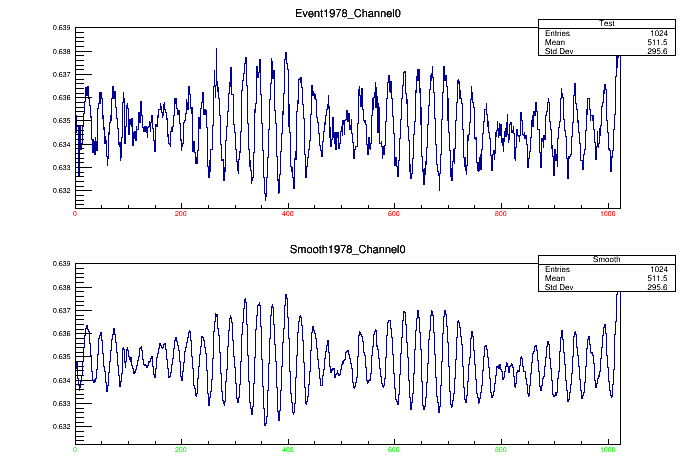 Event1978_Channel0
Test
Entries 1024
Mean 511.5
Std Dev 295.6
0.639
0.638
0.637
0.636
0.635
0.634
0.633
0.632
0 200 400 600 800 1000
Smooth1978_Channel0
Smooth
Entries 1024
Mean 511.5
Std Dev 295.6
0.639
0.638
0.637
0.636
0.635
0.634
0.633
0.632
0 200 400 600 800 1000